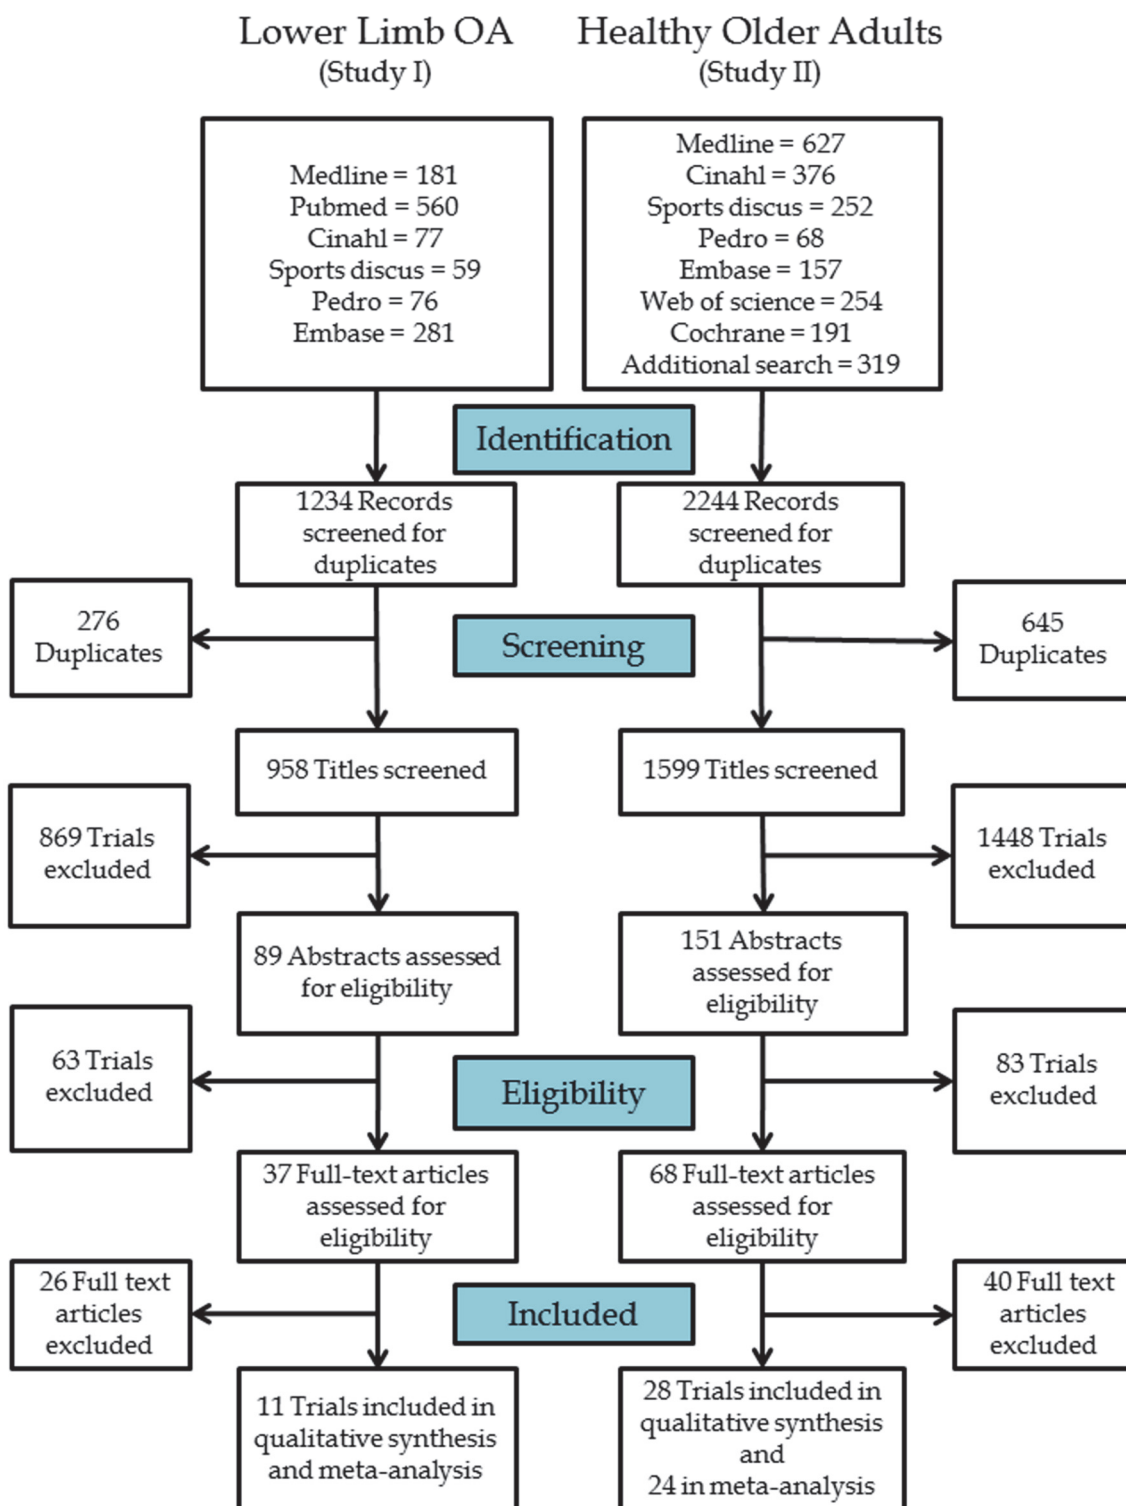 Lower Limb OA
(Study I)
Healthy Older Adults
(Study II)
Medline = 181
Pubmed = 560
Cinahl = 77
Sports discus = 59
Pedro = 76
Embase = 281
Medline = 627
Cinahl = 376
Sports discus = 252
Pedro = 68
Embase = 157
Web of science = 254
Cochrane = 191
Additional search = 319
Identification
1234 Records
screened for
duplicates
2244 Records
screened for
duplicates
276
Duplicates
Screening
645
Duplicates
958 Titles screened
1599 Titles screened
869 Trials
excluded
1448 Trials
excluded
89 Abstracts assessed
for eligibility
151 Abstracts
assessed for
eligibility
63 Trials
excluded
Eligibility
83 Trials
excluded
37 Full-text articles
assessed for
eligibility
68 Full-text articles
assessed for
eligibility
26 Full text
articles
excluded
Included
40 Full text
articles
excluded
11 Trials included in
qualitative synthesis
and meta-analysis
28 Trials included in
qualitative synthesis
and
24 in meta-analysis